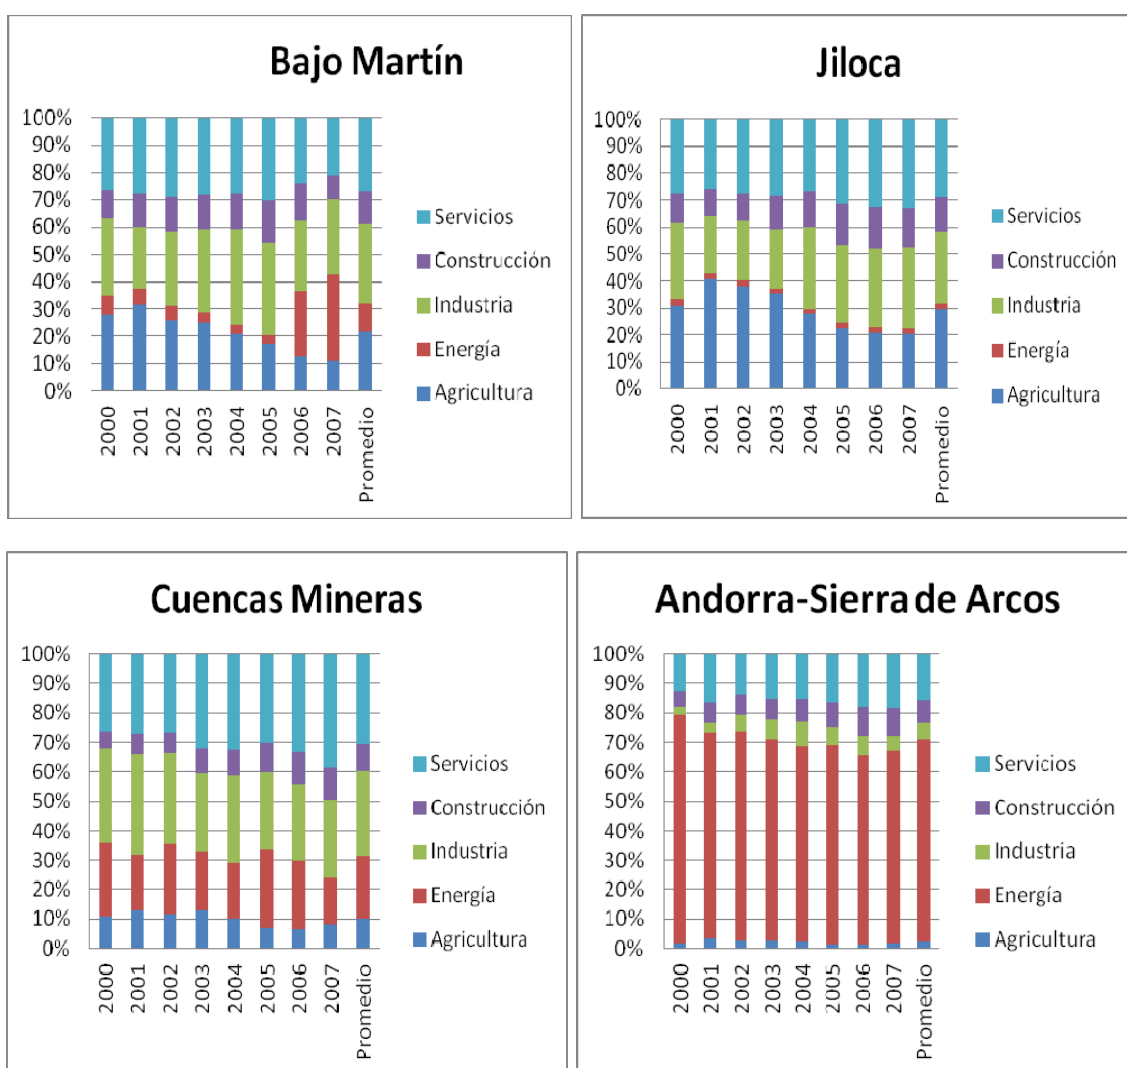 Bajo Martín
100%
90%
80%
70%
60%
50%
40%
30%
20%
10%
0%
2000
2001
2002
2003
2004
2005
2006
2007
Promedio
Servicios
Construcción
Industria
Energía
Agricultura
Jiloca
100%
90%
80%
70%
60%
50%
40%
30%
20%
10%
0%
2000
2001
2002
2003
2004
2005
2006
2007
Promedio
Servicios
Construcción
Industria
Energía
Agricultura
Cuencas Mineras
100%
90%
80%
70%
60%
50%
40%
30%
20%
10%
0%
2000
2001
2002
2003
2004
2005
2006
2007
Promedio
Servicios
Construcción
Industria
Energía
Agricultura
Andorra-Sierra de Arcos
100%
90%
80%
70%
60%
50%
40%
30%
20%
10%
0%
2000
2001
2002
2003
2004
2005
2006
2007
Promedio
Servicios
Construcción
Industria
Energía
Agricultura